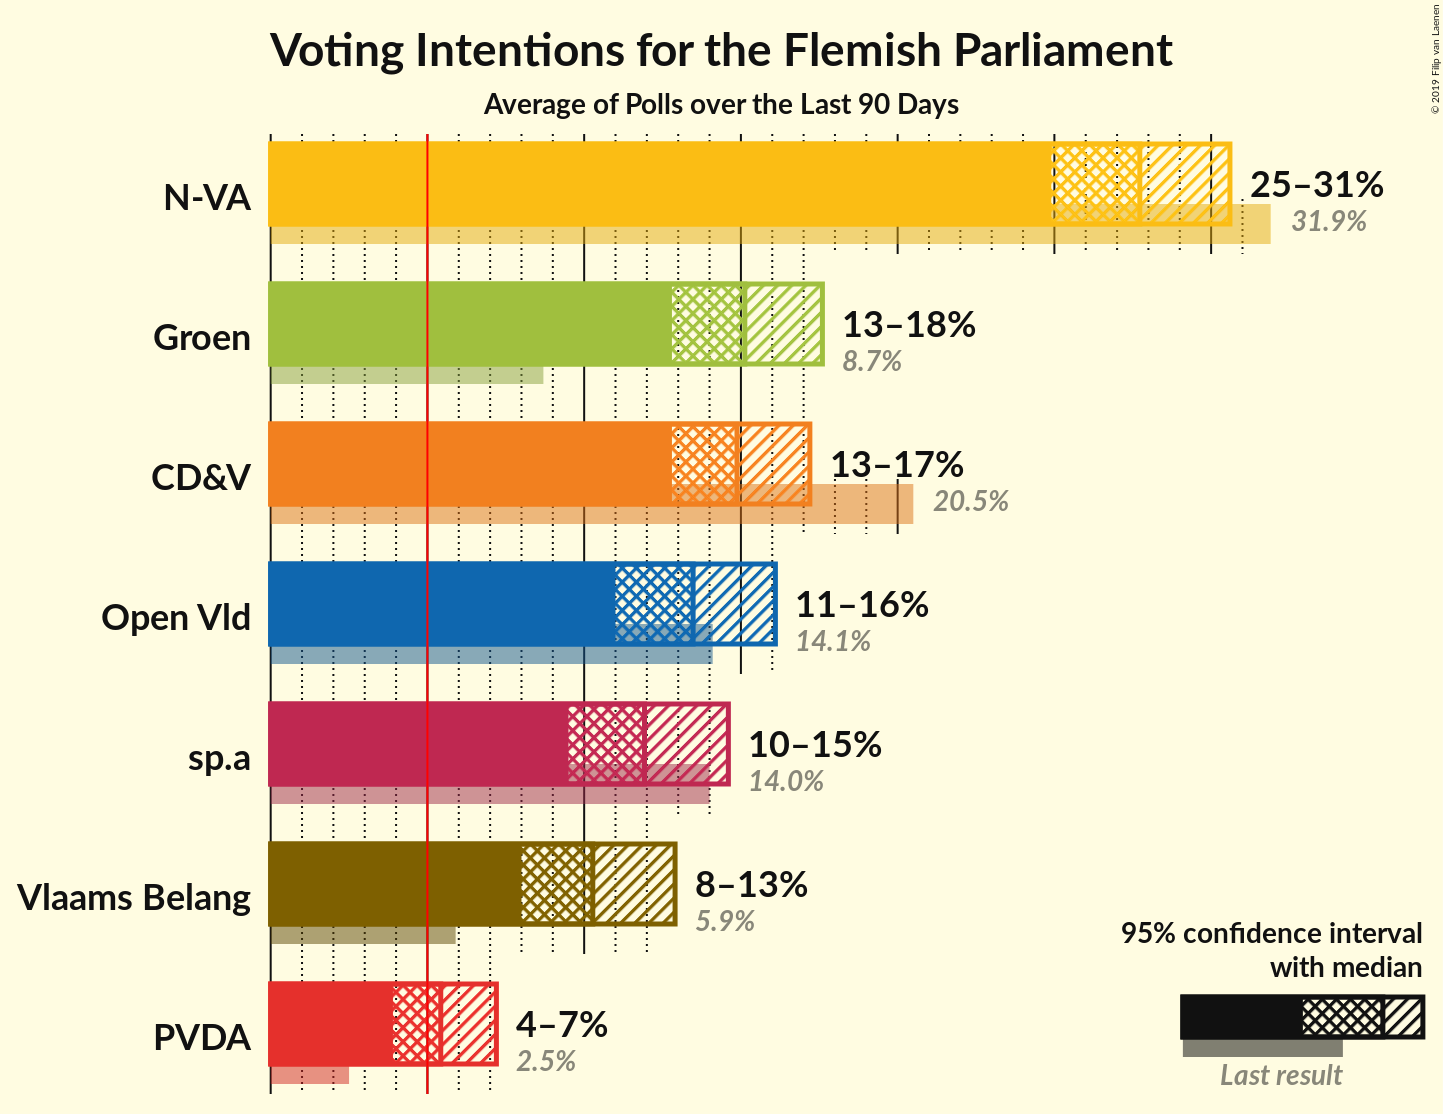 Voting Intentions for the Flemish Parliament
Average of Polls over the Last 90 Days
© 2019 Filip van Laenen
N-VA
25–31%
31.9%
Groen
13–18%
8.7%
CD&V
13–17%
20.5%
Open Vld
11–16%
14.1%
sp.a
10–15%
14.0%
Vlaams Belang
8–13%
5.9%
PVDA
4–7%
2.5%
95% confidence interval
with median
Last result